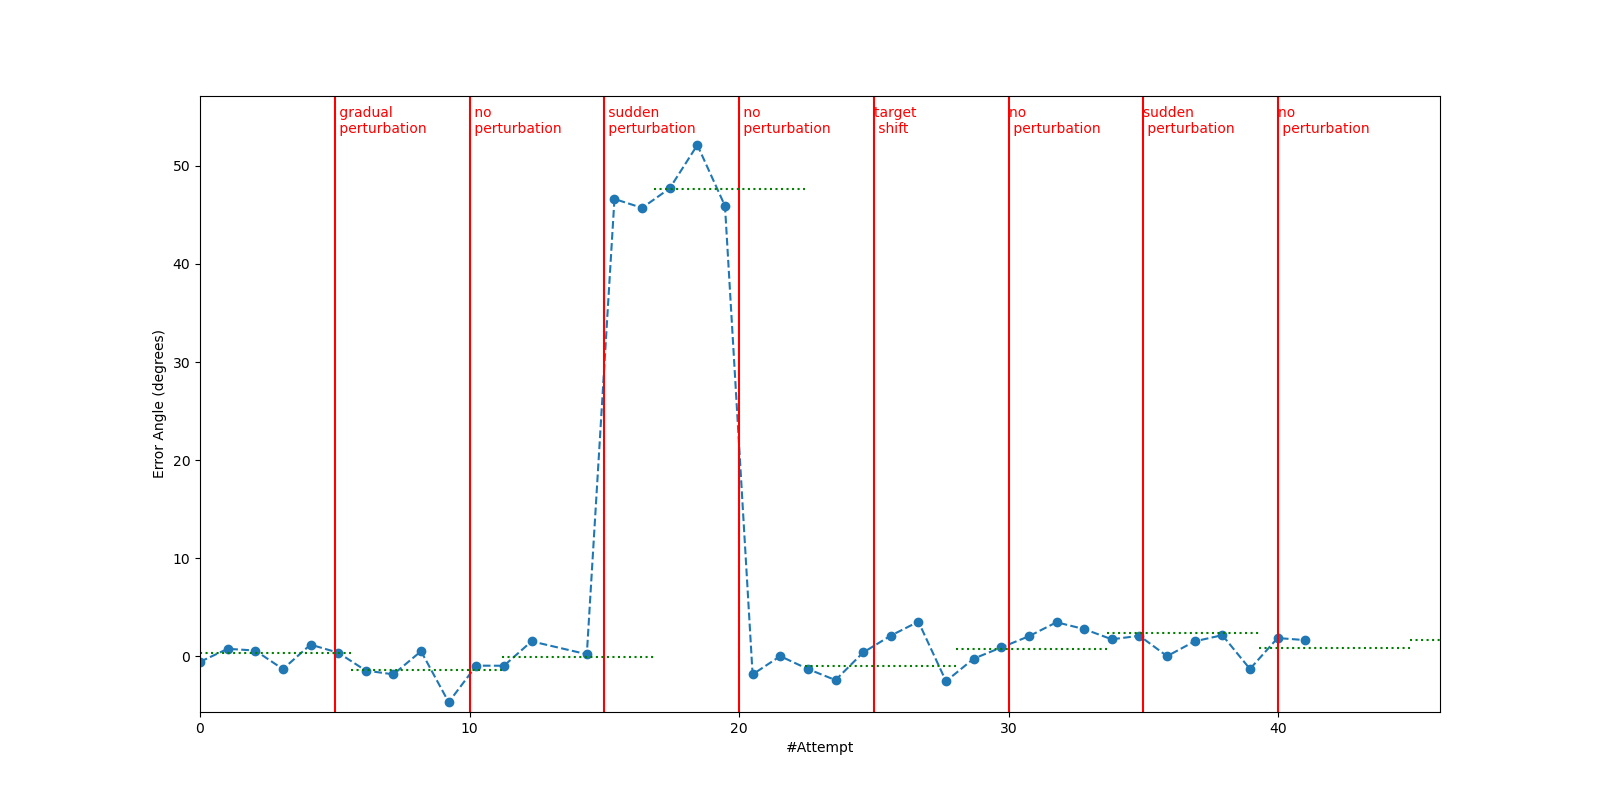 gradual
perturbation
no
perturbation
sudden
perturbation
no
perturbation
target
shift
no
perturbation
sudden
perturbation
no
perturbation
Error Angle (degrees)
50
40
30
20
10
0
0 10 20 30 40
#Attempt